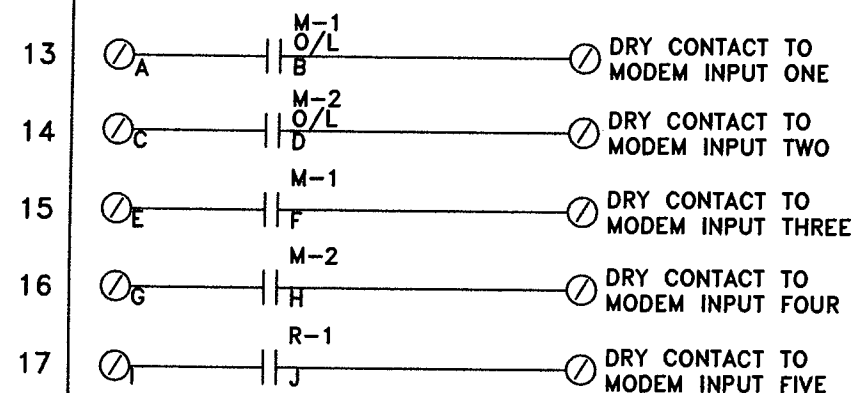 M-1
13 A O/L B DRY CONTACT TO
MODEM INPUT ONE
M-2
14 C O/L D DRY CONTACT TO
MODEM INPUT TWO
M-1
15 E F DRY CONTACT TO
MODEM INPUT THREE
M-2
16 G H DRY CONTACT TO
MODEM INPUT FOUR
R-1
17 I J DRY CONTACT TO
MODEM INPUT FIVE